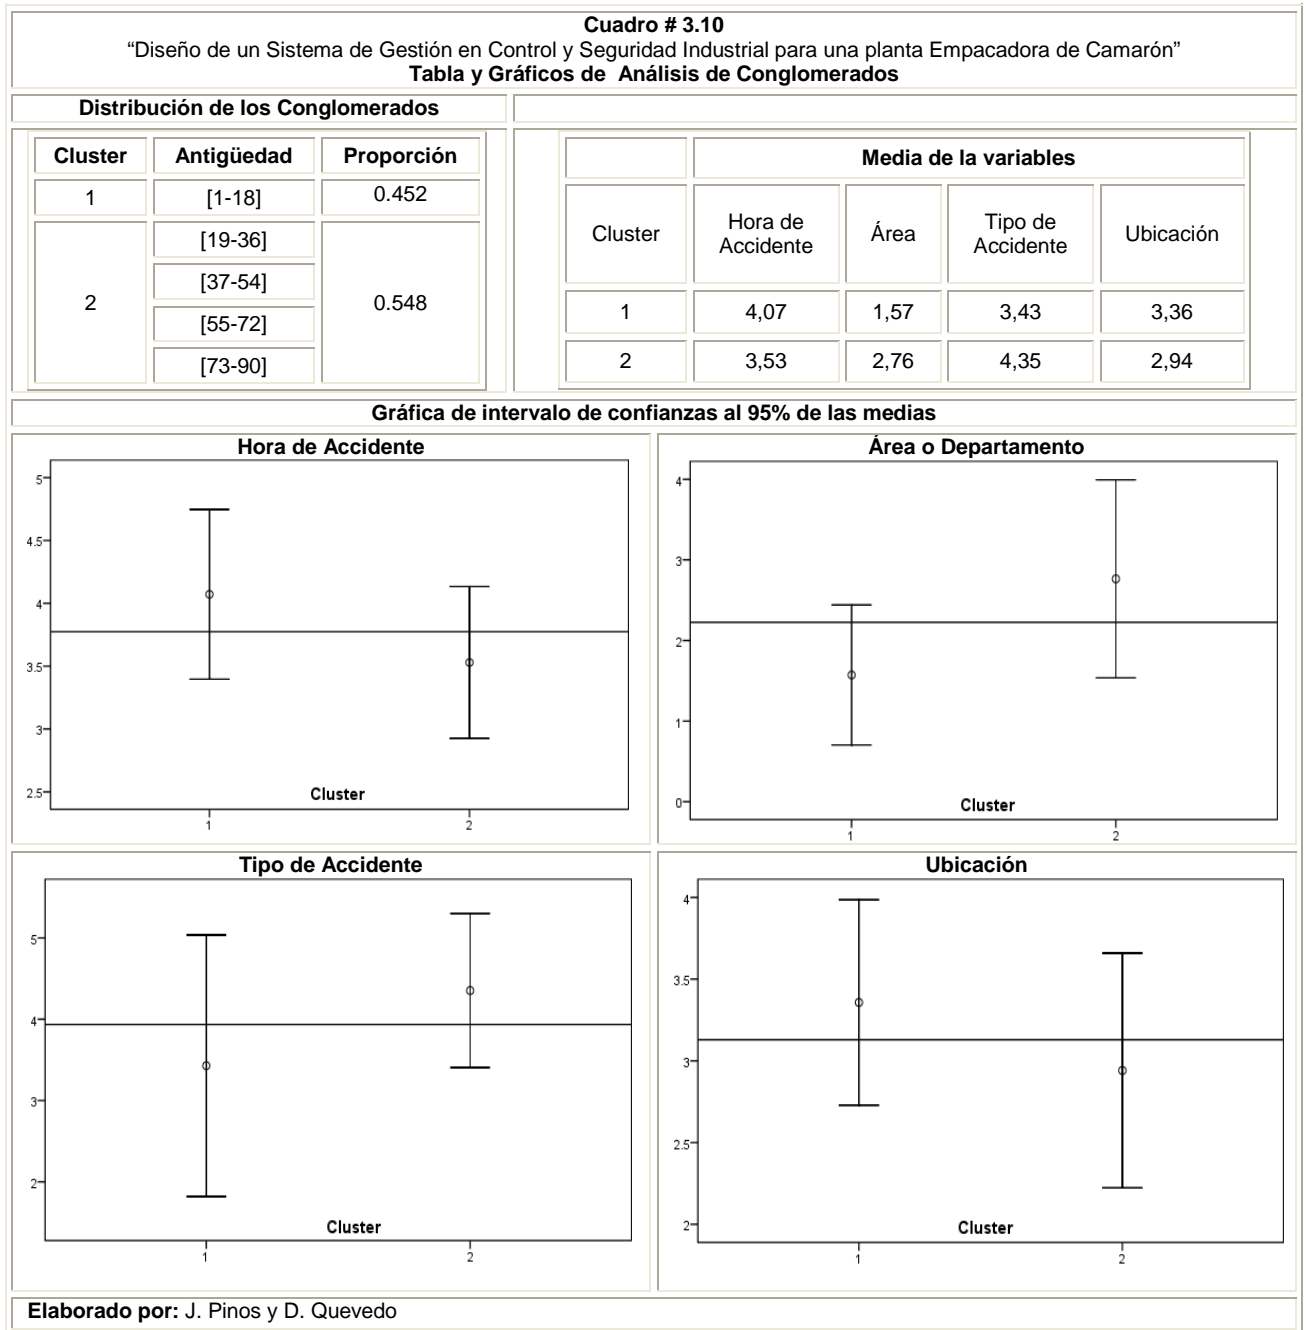 Cuadro # 3.10
“Diseño de un Sistema de Gestión en Control y Seguridad Industrial para una planta Empacadora de Camarón”
Tabla y Gráficos de Análisis de Conglomerados
Distribución de los Conglomerados
Cluster Antigüedad Proporción
1 [1-18] 0.452
[19-36]
[37-54]
2 0.548
[55-72]
[73-90]
Media de la variables
Cluster Hora de Accidente Área Tipo de Accidente Ubicación
1 4,07 1,57 3,43 3,36
2 3,53 2,76 4,35 2,94
Gráfica de intervalo de confianzas al 95% de las medias
Hora de Accidente
5
4.5
4
3.5
3
2.5
Cluster
1 2
Área o Departamento
4
3
2
1
0
Cluster
1 2
Tipo de Accidente
5
4
3
2
Cluster
1 2
Ubicación
4
3.5
3
2.5
2
Cluster
1 2
Elaborado por: J. Pinos y D. Quevedo